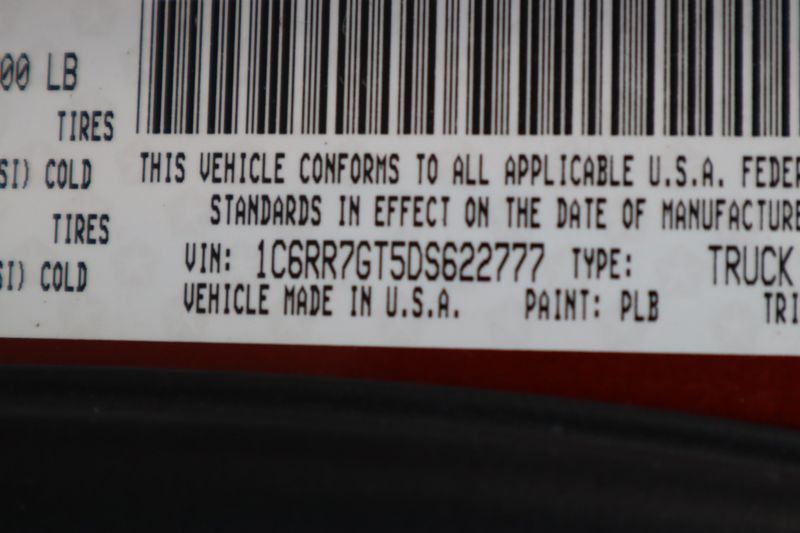 00 LB
TIRES
SI) COLD
TIRES
SI) COLD
THIS VEHICLE CONFORMS TO ALL APPLICABLE U.S.A. FEDER
STANDARDS IN EFFECT ON THE DATE OF MANUFACTURE
VIN: 1C6RR7GT5DS622777 TYPE: TRUCK
VEHICLE MADE IN U.S.A. PAINT: PLB TRI